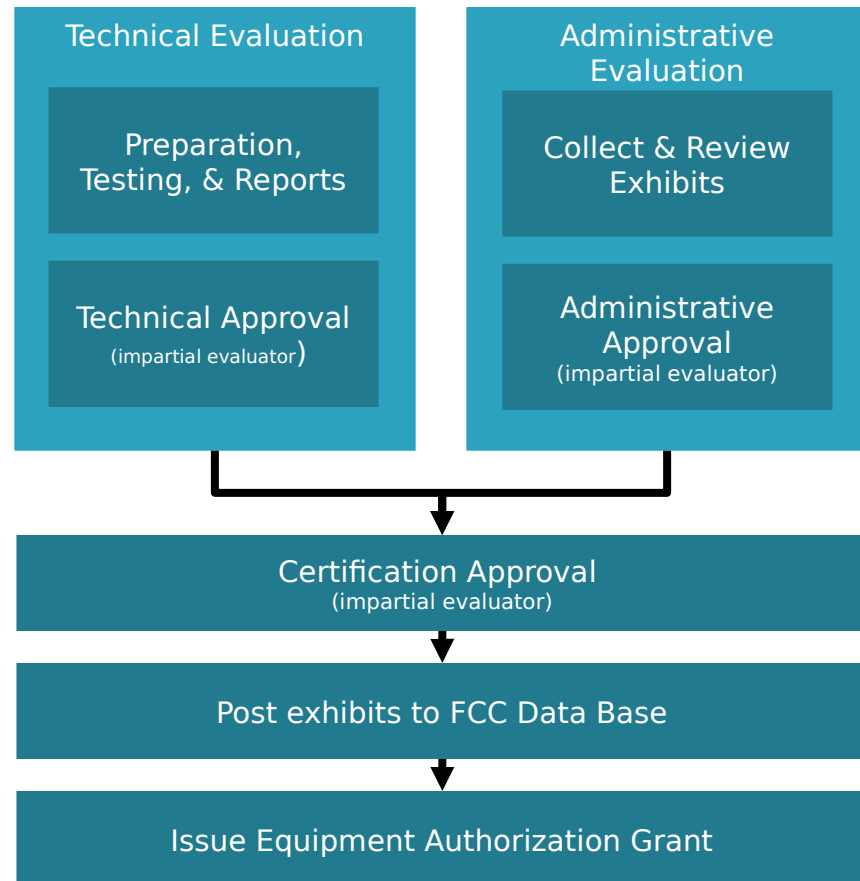 Technical Evaluation
Preparation,
Testing, & Reports
Technical Approval
(impartial evaluator)
Administrative
Evaluation
Collect & Review
Exhibits
Administrative
Approval
(impartial evaluator)
Certification Approval
(impartial evaluator)
Post exhibits to FCC Data Base
Issue Equipment Authorization Grant